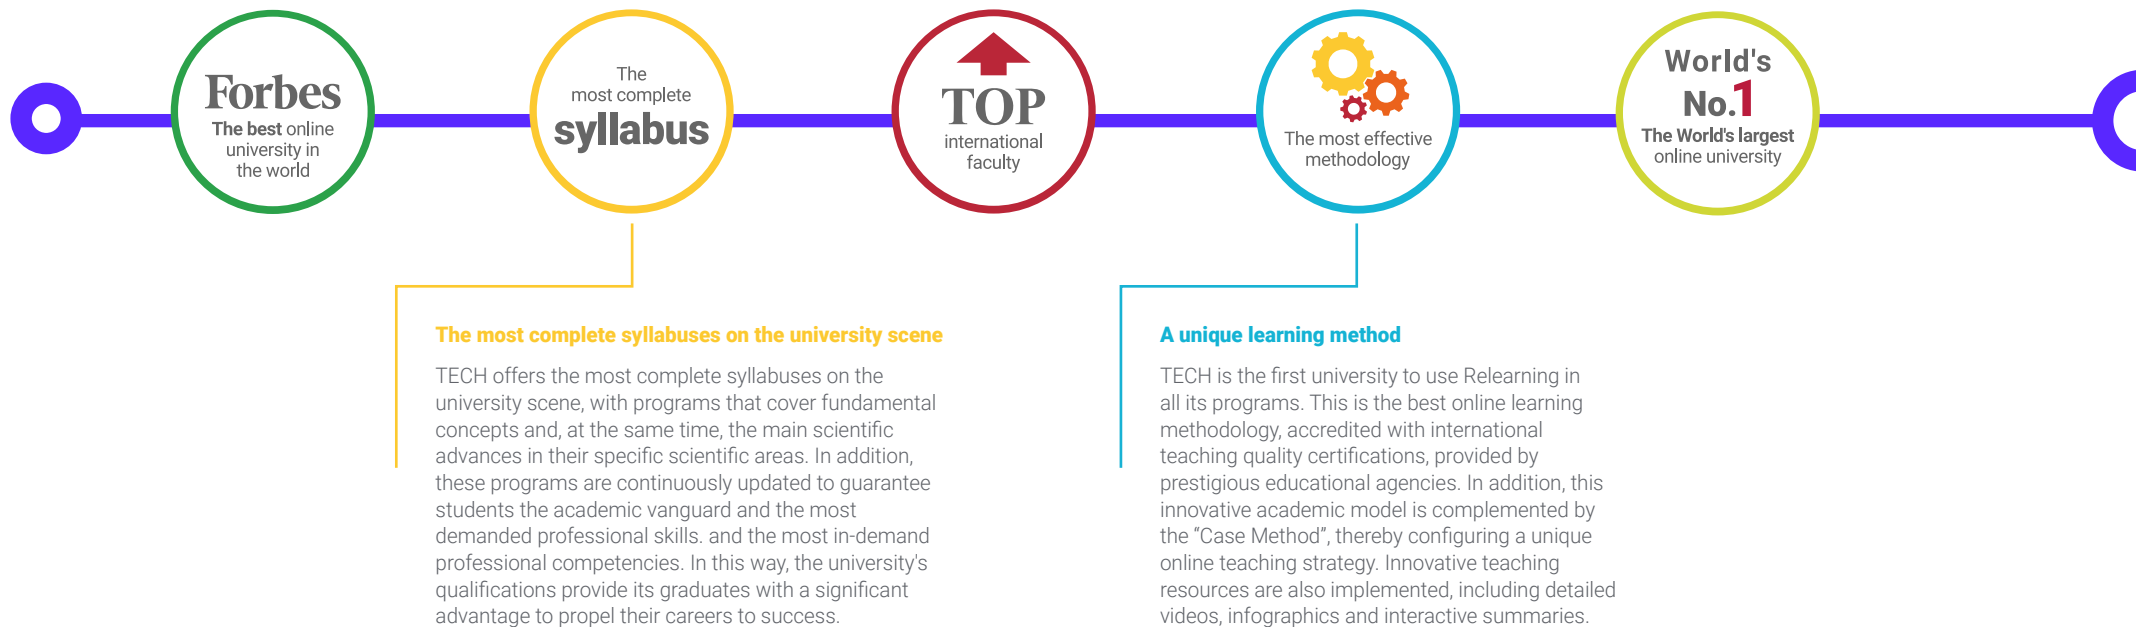 Forbes
The best online
university in
the world
The
most complete
syllabus
TOP
international
faculty
The most effective
methodology
World's
No.1
The World's largest
online university
The most complete syllabuses on the university scene
TECH offers the most complete syllabuses on the
university scene, with programs that cover fundamental
concepts and, at the same time, the main scientific
advances in their specific scientific areas. In addition,
these programs are continuously updated to guarantee
students the academic vanguard and the most
demanded professional skills. and the most in-demand
professional competencies. In this way, the university's
qualifications provide its graduates with a significant
advantage to propel their careers to success.
A unique learning method
TECH is the first university to use Relearning in
all its programs. This is the best online learning
methodology, accredited with international
teaching quality certifications, provided by
prestigious educational agencies. In addition, this
innovative academic model is complemented by
the “Case Method”, thereby configuring a unique
online teaching strategy. Innovative teaching
resources are also implemented, including detailed
videos, infographics and interactive summaries.